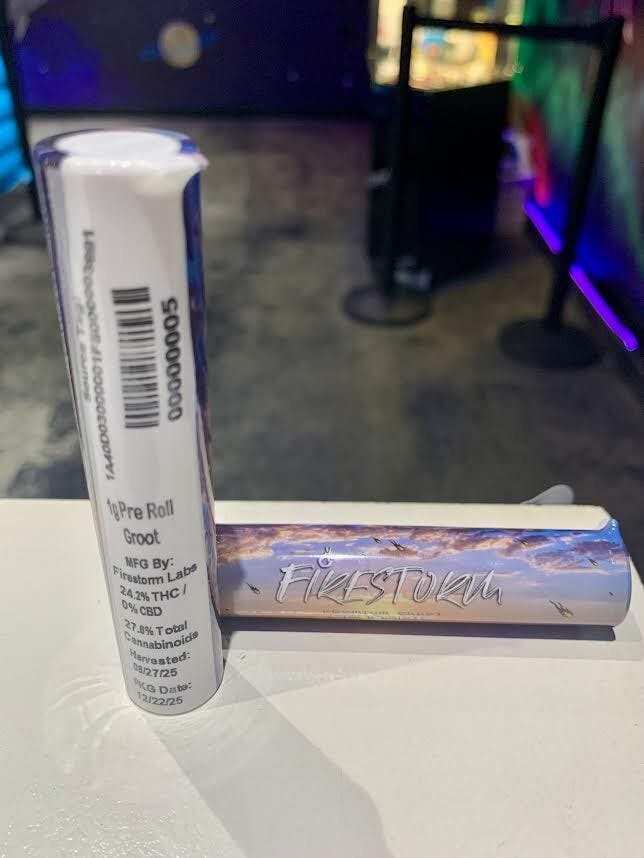 Source Tag:
00000005
1g Pre Roll
Groot
MFG By:
Firestorm Labs
24.2% THC /
0% CBD
27.8% Total
Cannabinoids
Harvested:
08/27/25
PKG Date:
12/22/25
FIRESTORM